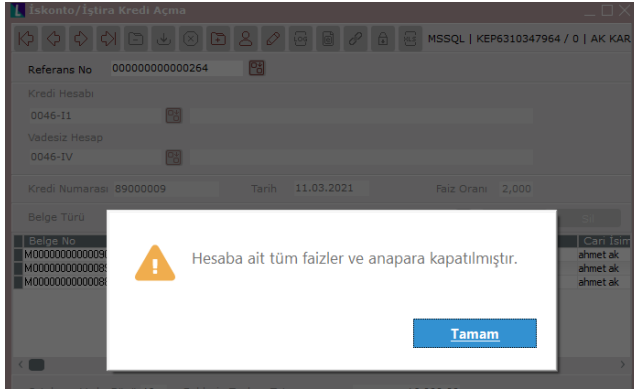 İskonto/İştira Kredi Açma
MSSQL | KEP6310347964 / 0 | AK KAR
Referans No 000000000000264
Kredi Hesabı
0046-I1
Vadesiz Hesap
0046-IV
Kredi Numarası 89000009 Tarih 11.03.2021 Faiz Oranı 2,000
Belge Türü
Belge No Cari İsim
ahmet ak
ahmet ak
ahmet ak
Hesaba ait tüm faizler ve anapara kapatılmıştır.
Tamam